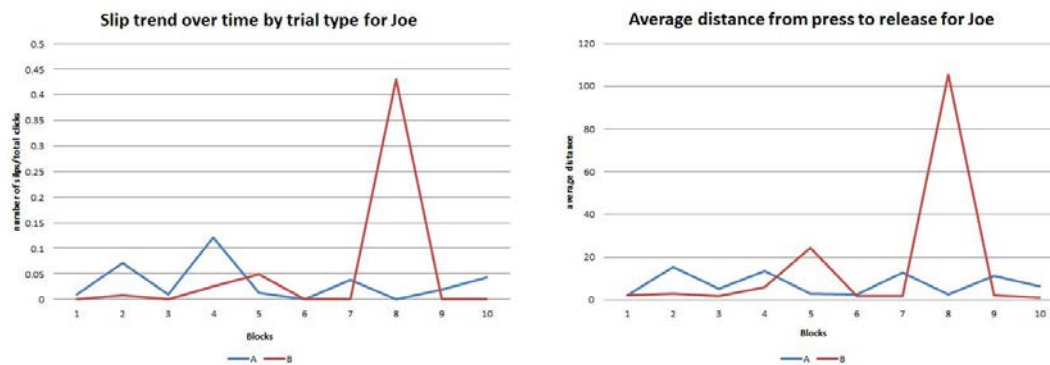 Slip trend over time by trial type for Joe
0.5
0.45
0.4
0.35
0.3
0.25
0.2
0.15
0.1
0.05
0
number of slips/total clicks
1 2 3 4 5 6 7 8 9 10
Blocks
A B
Average distance from press to release for Joe
120
100
80
60
40
20
0
average distance
1 2 3 4 5 6 7 8 9 10
Blocks
A B